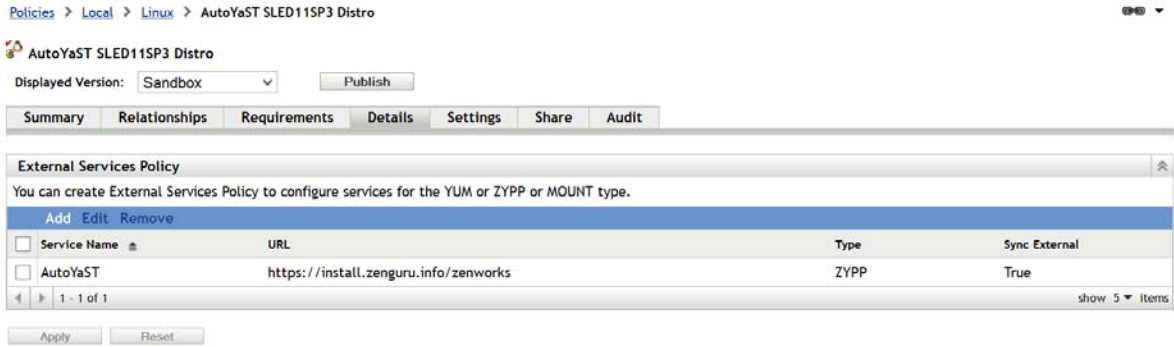 Policies > Local > Linux > AutoYaST SLED11SP3 Distro
AutoYaST SLED11SP3 Distro
Displayed Version: Sandbox Publish
Summary Relationships Requirements Details Settings Share Audit
External Services Policy
You can create External Services Policy to configure services for the YUM or ZYPP or MOUNT type.
Add Edit Remove
Service Name URL Type Sync External
AutoYaST https://install.zenguru.info/zenworks ZYPP True
1 - 1 of 1 show 5 items
Apply Reset